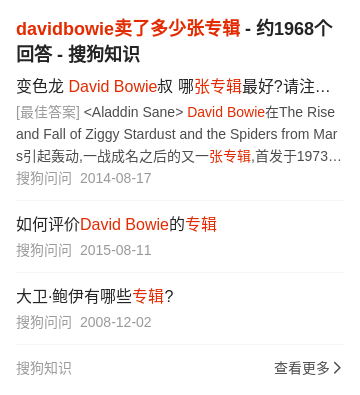 davidbowie卖了多少张专辑 - 约1968个
回答 - 搜狗知识
变色龙 David Bowie叔 哪张专辑最好?请注…
[最佳答案] <Aladdin Sane> David Bowie在The Rise
and Fall of Ziggy Stardust and the Spiders from Mar
s引起轰动,一战成名之后的又一张专辑,首发于1973…
搜狗问问 2014-08-17
如何评价David Bowie的专辑
搜狗问问 2015-08-11
大卫·鲍伊有哪些专辑?
搜狗问问 2008-12-02
搜狗知识 查看更多